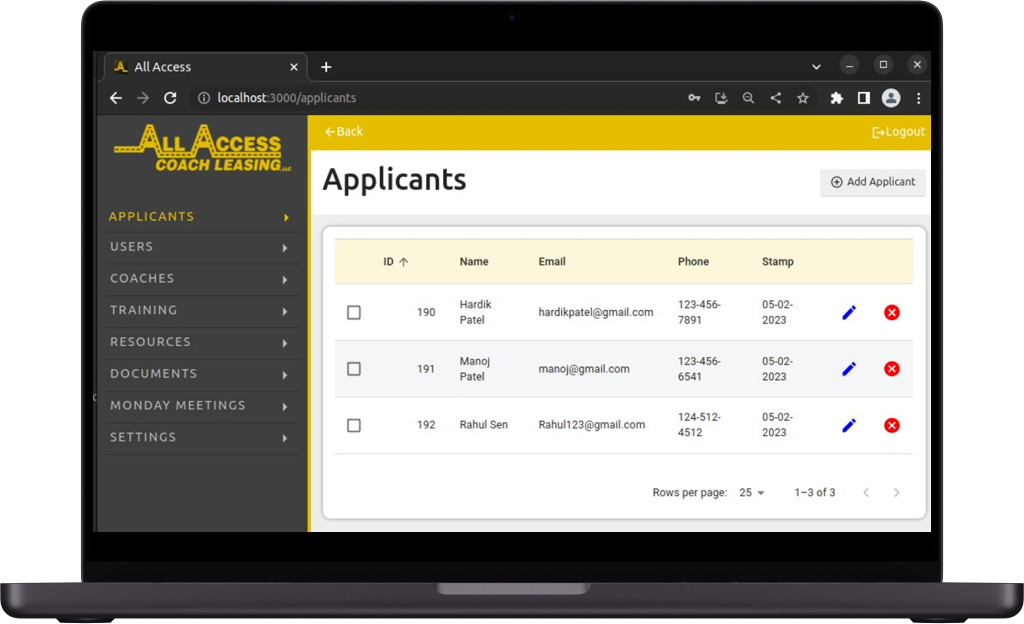 All Access
localhost:3000/applicants
ALL ACCESS
COACH LEASING, LLC
Back
Logout
Applicants
Add Applicant
APPLICANTS
USERS
COACHES
TRAINING
RESOURCES
DOCUMENTS
MONDAY MEETINGS
SETTINGS
ID Name Email Phone Stamp
190 Hardik Patel hardikpatel@gmail.com 123-456-7891 05-02-2023
191 Manoj Patel manoj@gmail.com 123-456-6541 05-02-2023
192 Rahul Sen Rahul123@gmail.com 124-512-4512 05-02-2023
Rows per page: 25 1–3 of 3